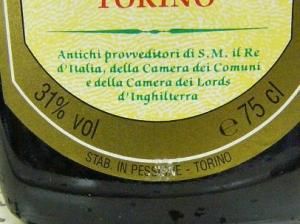 TORINO
Antichi provveditori di S.M. il Re
d'Italia, della Camera dei Comuni
e della Camera dei Lords
d'Inghilterra
31% vol
e 75 cl
STAB. IN PESSIONE - TORINO